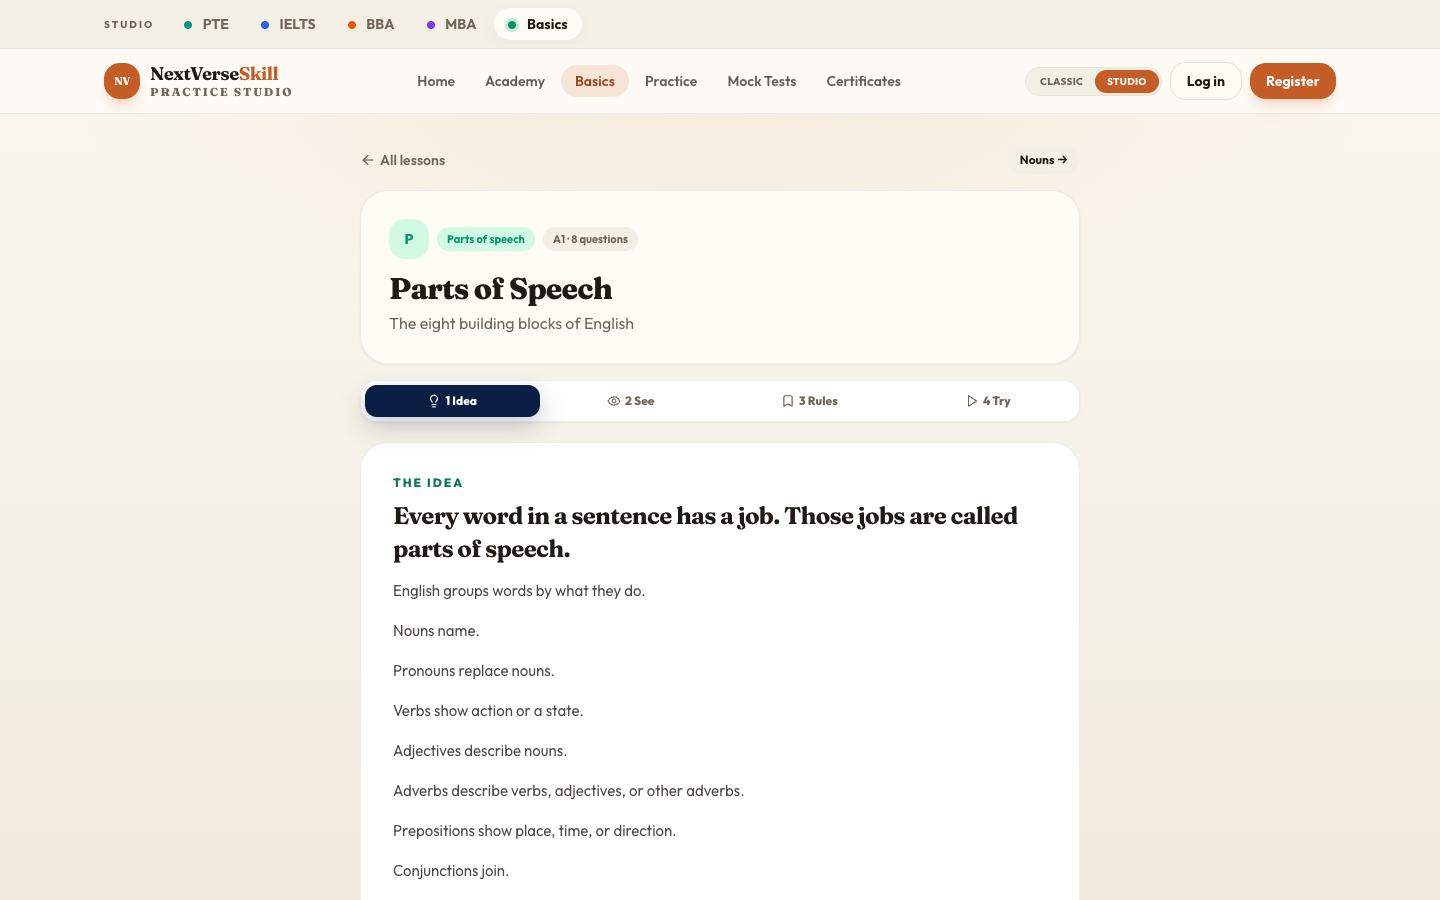 STUDIO PTE IELTS BBA MBA Basics
NV NextVerseSkill
PRACTICE STUDIO
Home Academy Basics Practice Mock Tests Certificates CLASSIC STUDIO Log in Register
← All lessons Nouns →
P Parts of speech A1 · 8 questions
Parts of Speech
The eight building blocks of English
1 Idea 2 See 3 Rules 4 Try
THE IDEA
Every word in a sentence has a job. Those jobs are called
parts of speech.
English groups words by what they do.
Nouns name.
Pronouns replace nouns.
Verbs show action or a state.
Adjectives describe nouns.
Adverbs describe verbs, adjectives, or other adverbs.
Prepositions show place, time, or direction.
Conjunctions join.